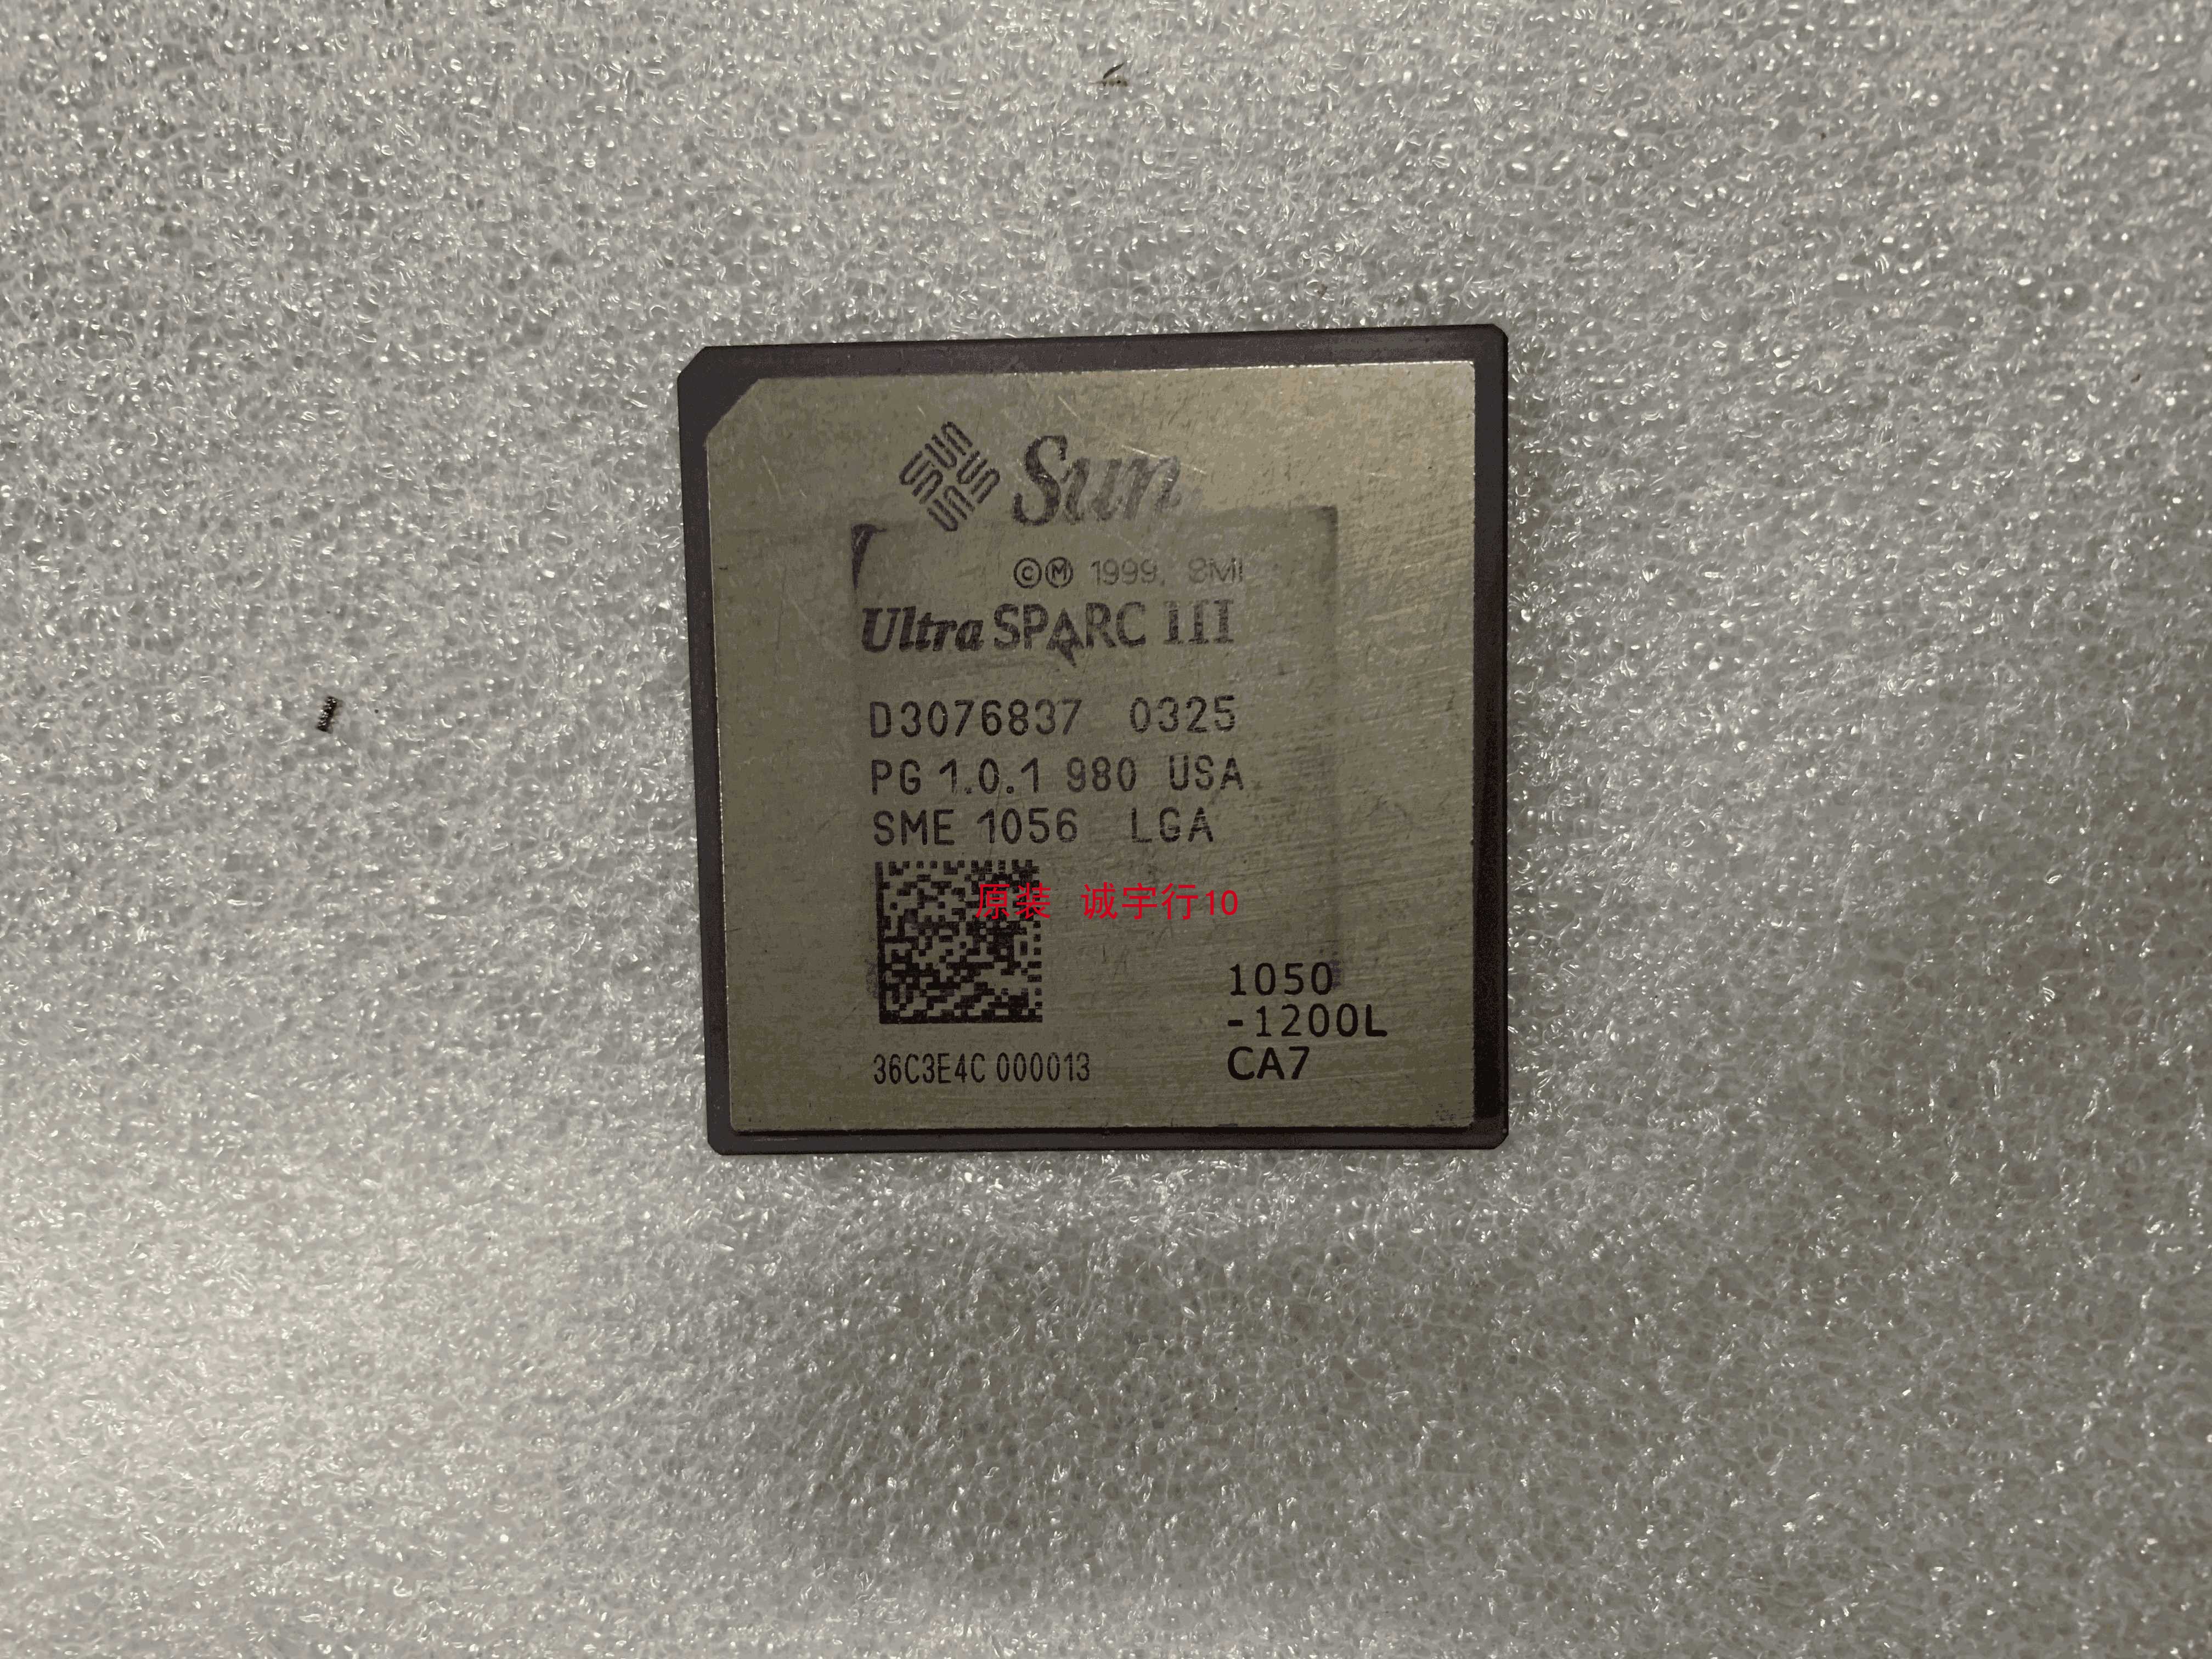 Sun
©Ⓜ 1999, SMI
UltraSPARC III
D3076837 0325
PG 1.0.1 980 USA
SME 1056 LGA
原装 诚宇行10
1050
-1200L
CA7
36C3E4C 000013